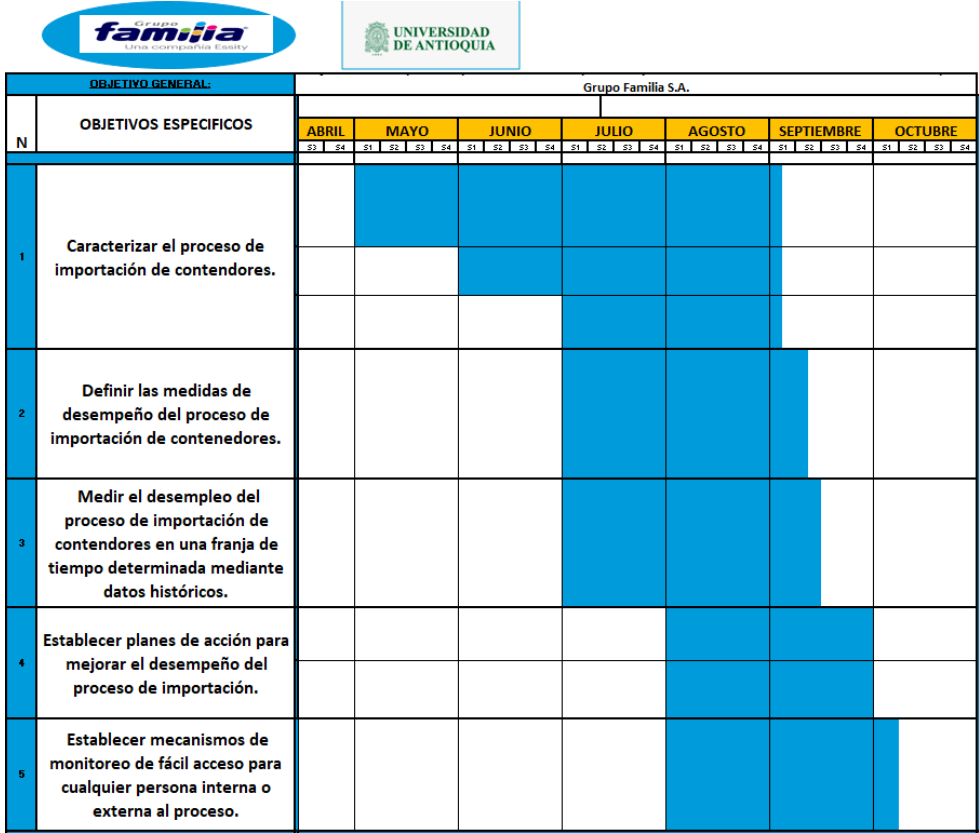 Grupo
familia
Una compañía Essity
UNIVERSIDAD
DE ANTIOQUIA
OBJETIVO GENERAL:
Grupo Familia S.A.
N
OBJETIVOS ESPECIFICOS
ABRIL MAYO JUNIO JULIO AGOSTO SEPTIEMBRE OCTUBRE
S3 S4 S1 S2 S3 S4 S1 S2 S3 S4 S1 S2 S3 S4 S1 S2 S3 S4 S1 S2 S3 S4 S1 S2 S3 S4
1
Caracterizar el proceso de
importación de contendores.
2
Definir las medidas de
desempeño del proceso de
importación de contenedores.
3
Medir el desempleo del
proceso de importación de
contendores en una franja de
tiempo determinada mediante
datos históricos.
4
Establecer planes de acción para
mejorar el desempeño del
proceso de importación.
5
Establecer mecanismos de
monitoreo de fácil acceso para
cualquier persona interna o
externa al proceso.